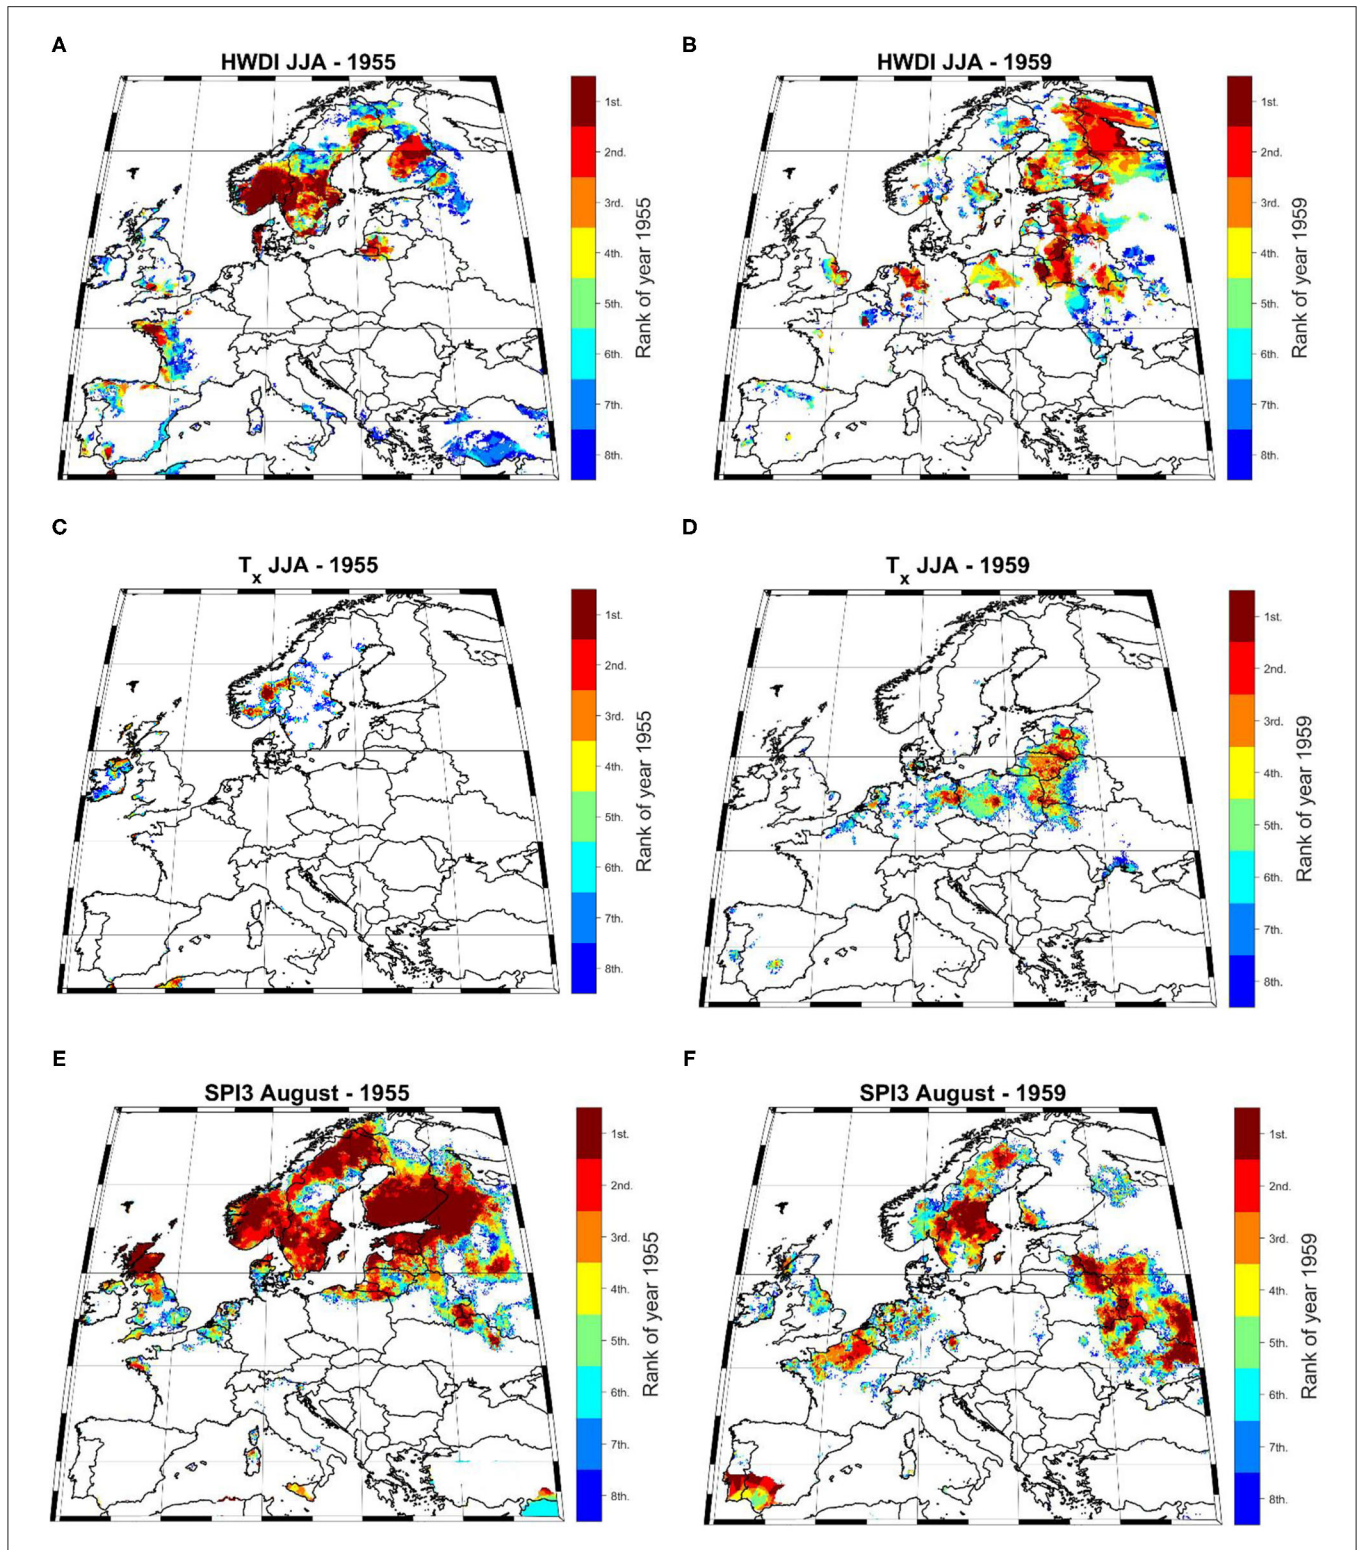 A
HWDI JJA - 1955
1st.
2nd.
3rd.
4th.
5th.
6th.
7th.
8th.
Rank of year 1955
B
HWDI JJA - 1959
1st.
2nd.
3rd.
4th.
5th.
6th.
7th.
8th.
Rank of year 1959
C
Tx JJA - 1955
1st.
2nd.
3rd.
4th.
5th.
6th.
7th.
8th.
Rank of year 1955
D
Tx JJA - 1959
1st.
2nd.
3rd.
4th.
5th.
6th.
7th.
8th.
Rank of year 1959
E
SPI3 August - 1955
1st.
2nd.
3rd.
4th.
5th.
6th.
7th.
8th.
Rank of year 1955
F
SPI3 August - 1959
1st.
2nd.
3rd.
4th.
5th.
6th.
7th.
8th.
Rank of year 1959